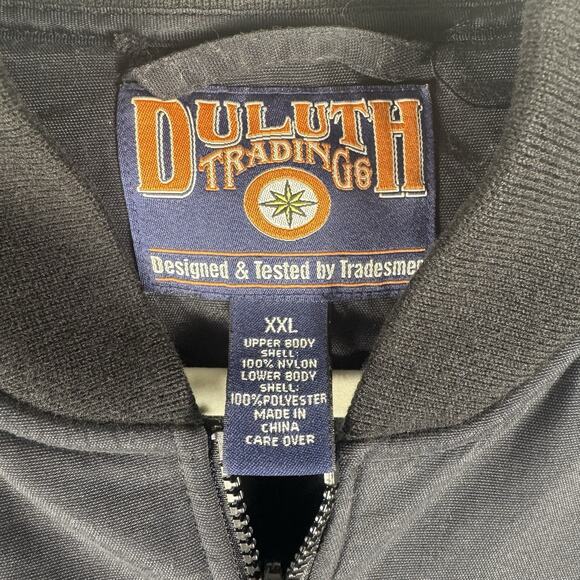 DULUTH
TRADING Co
Designed & Tested by Tradesmen
XXL
UPPER BODY
SHELL:
100% NYLON
LOWER BODY
SHELL:
100%POLYESTER
MADE IN
CHINA
CARE OVER